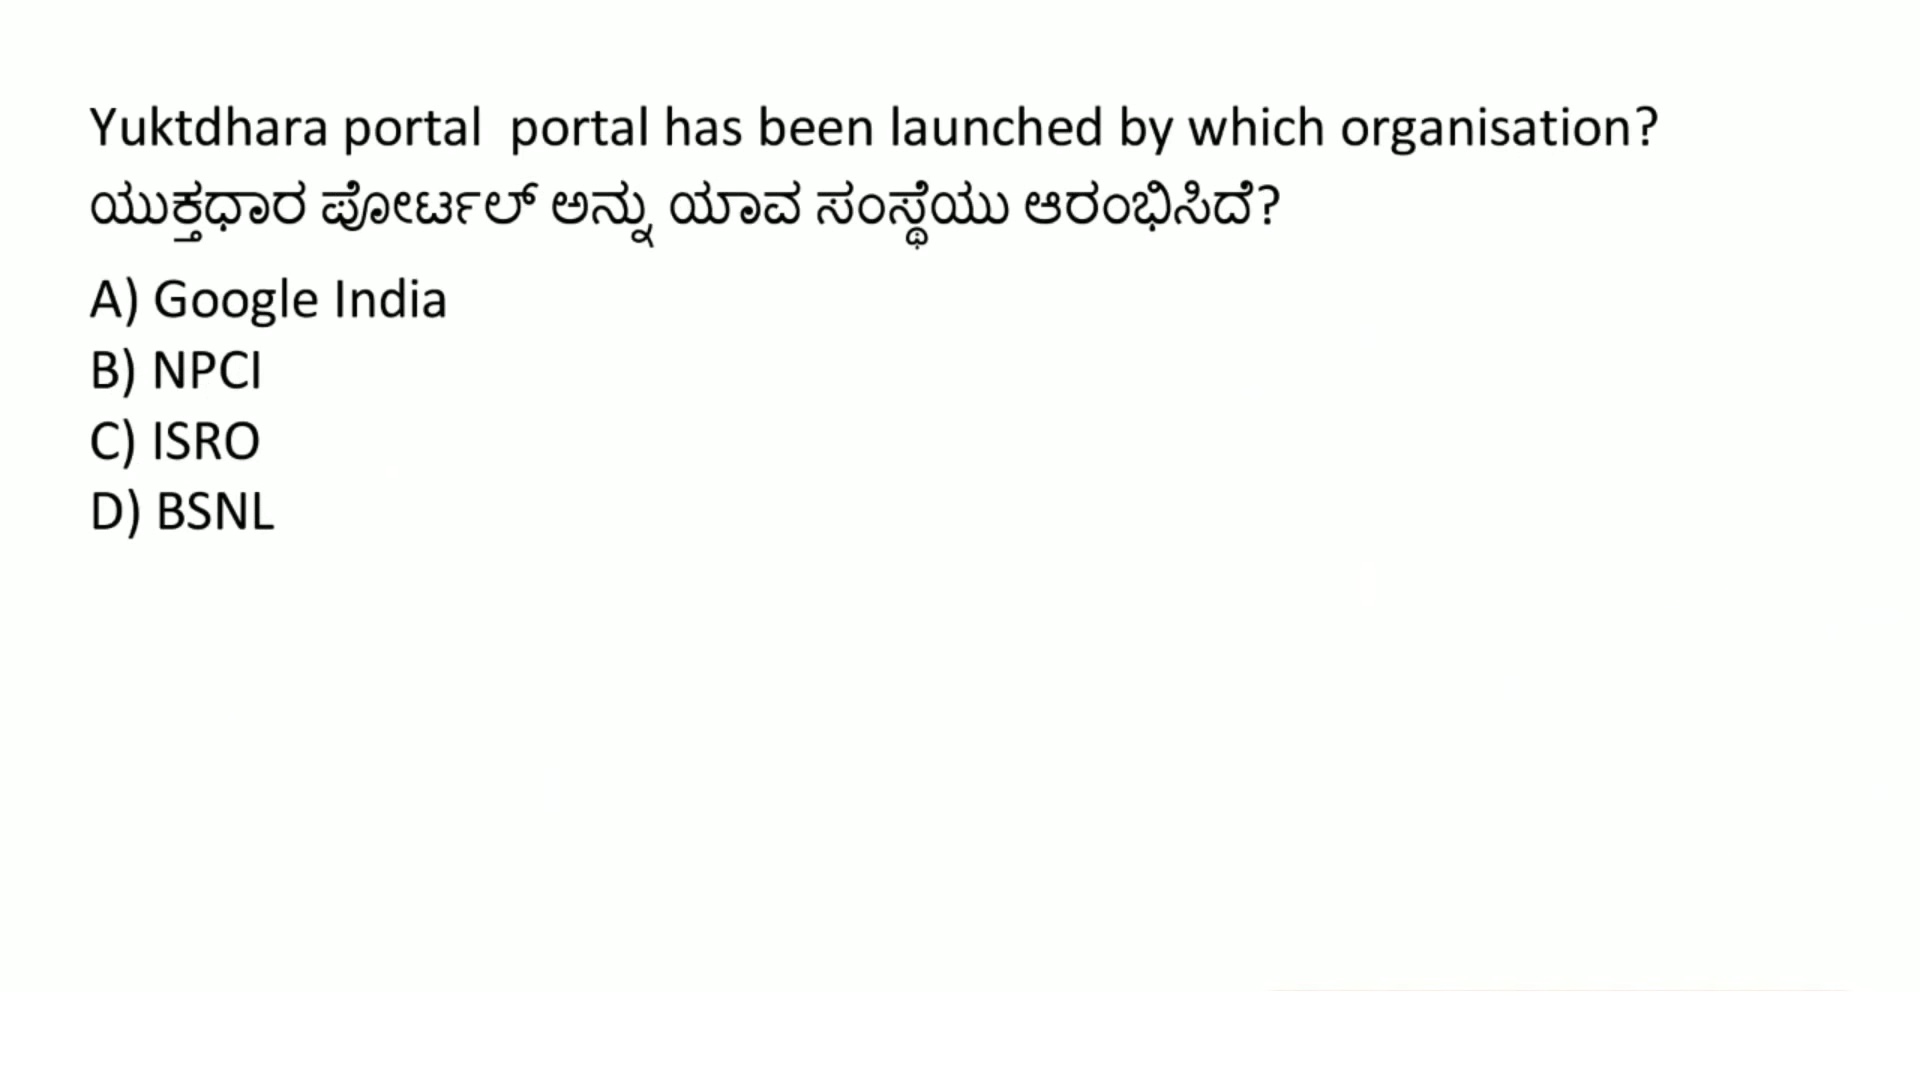 Yuktdhara portal  portal has been launched by which organisation?
ಯುಕ್ತಧಾರ ಪೋರ್ಟಲ್ ಅನ್ನು ಯಾವ ಸಂಸ್ಥೆಯು ಆರಂಭಿಸಿದೆ?
A) Google India
B) NPCI
C) ISRO
D) BSNL